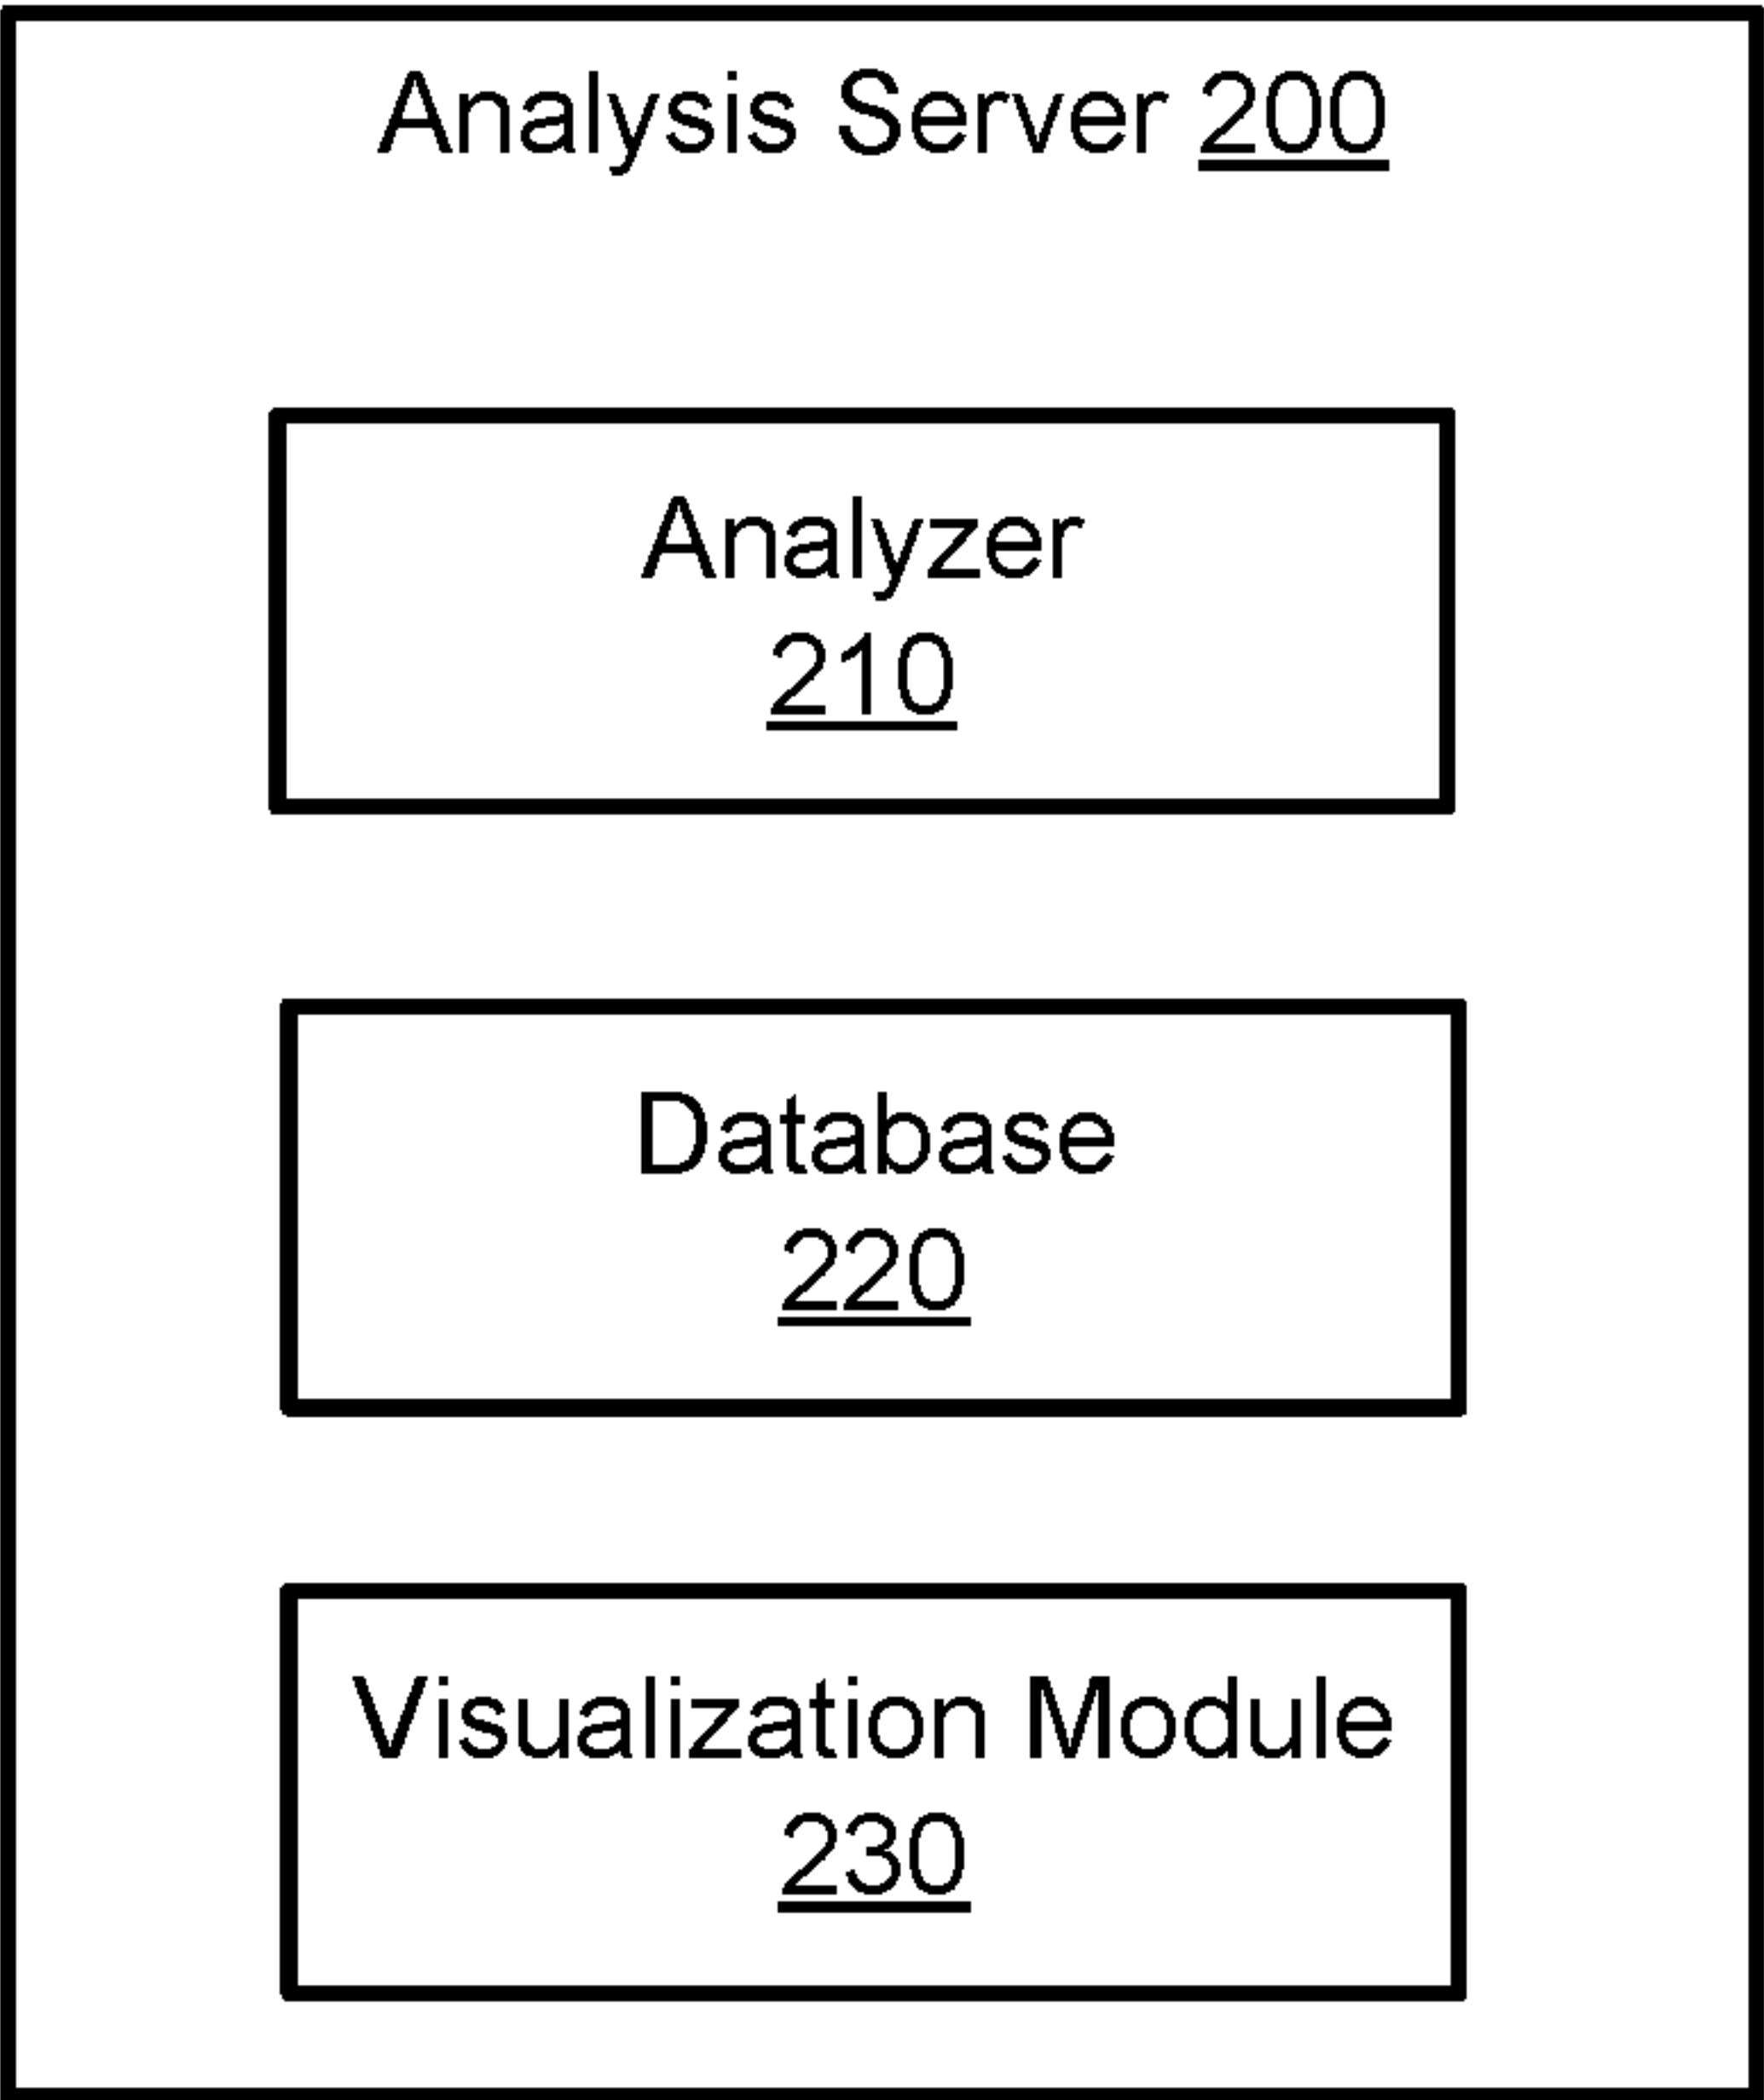 Analysis Server 200
Analyzer
210
Database
220
Visualization Module
230